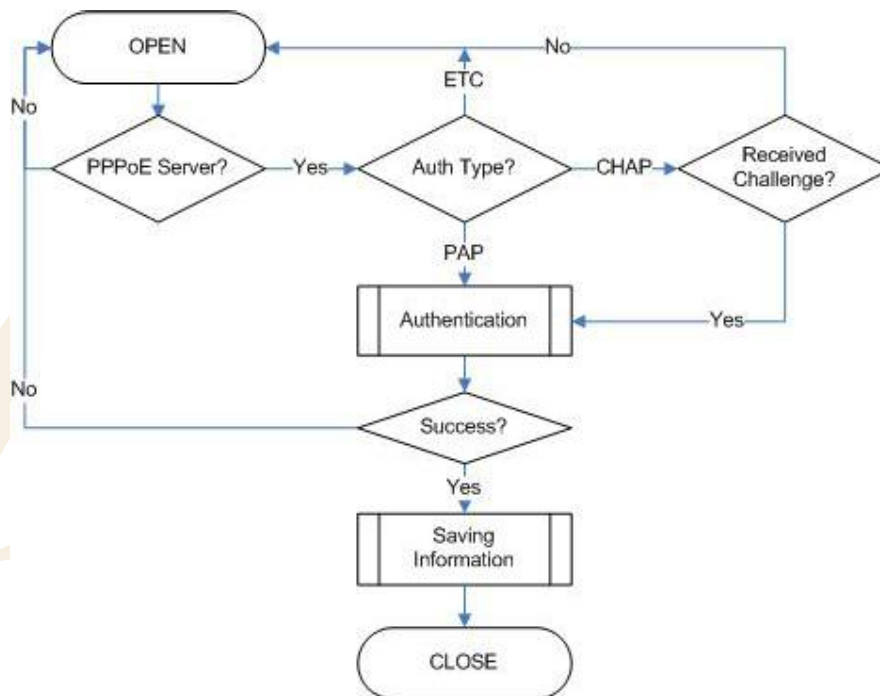 OPEN
No
ETC
No
PPPoE Server?
Yes
Auth Type?
CHAP
Received
Challenge?
PAP
Authentication
Yes
No
Success?
Yes
Saving
Information
CLOSE